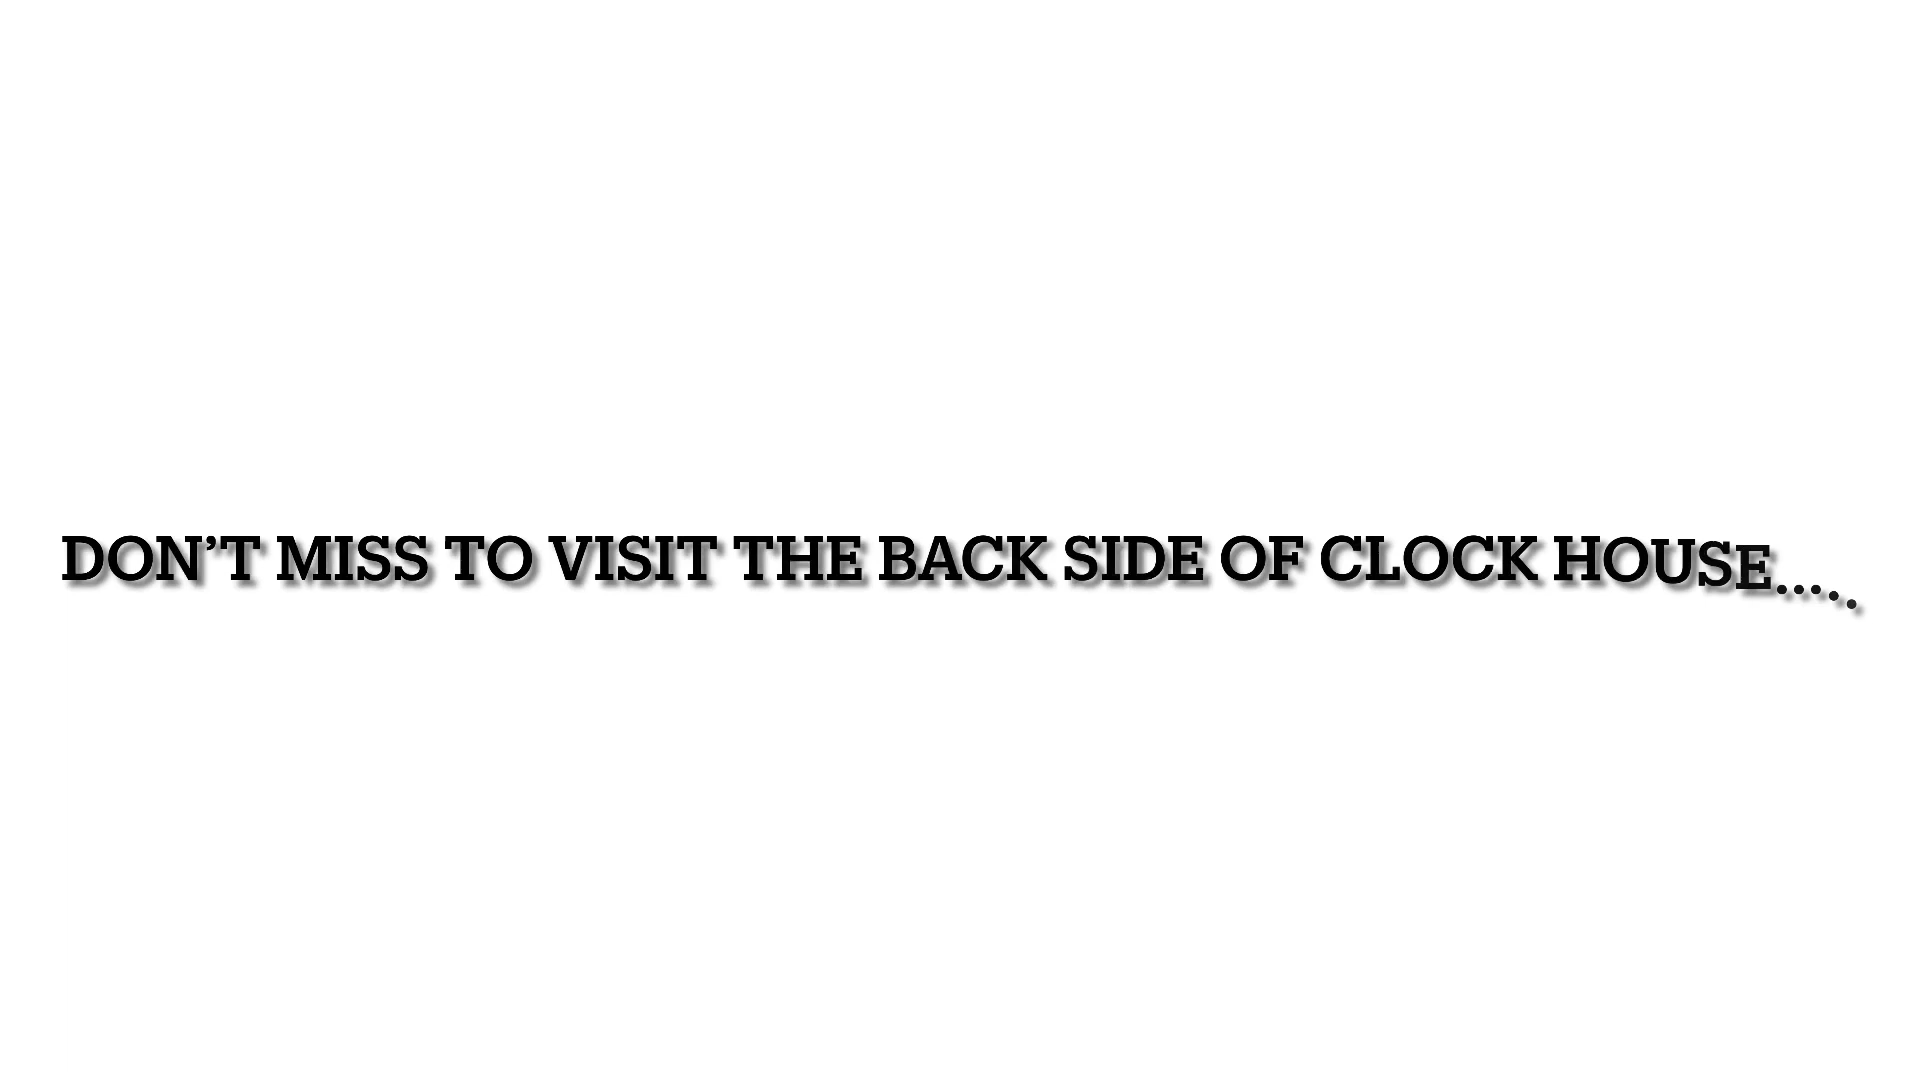 DON’T MISS TO VISIT THE BACK SIDE OF CLOCK HOUSE.....